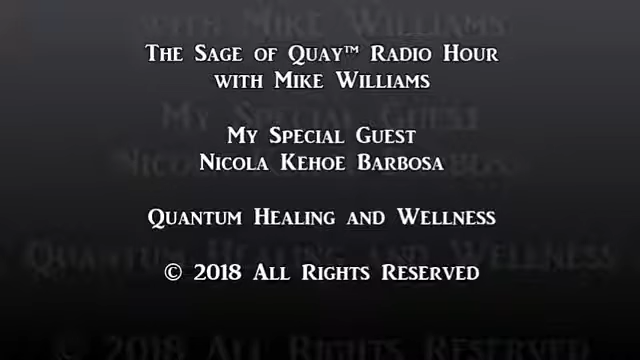 The Sage of Quay™ Radio Hour
with Mike Williams
My Special Guest
Nicola Kehoe Barbosa
Quantum Healing and Wellness
© 2018 All Rights Reserved